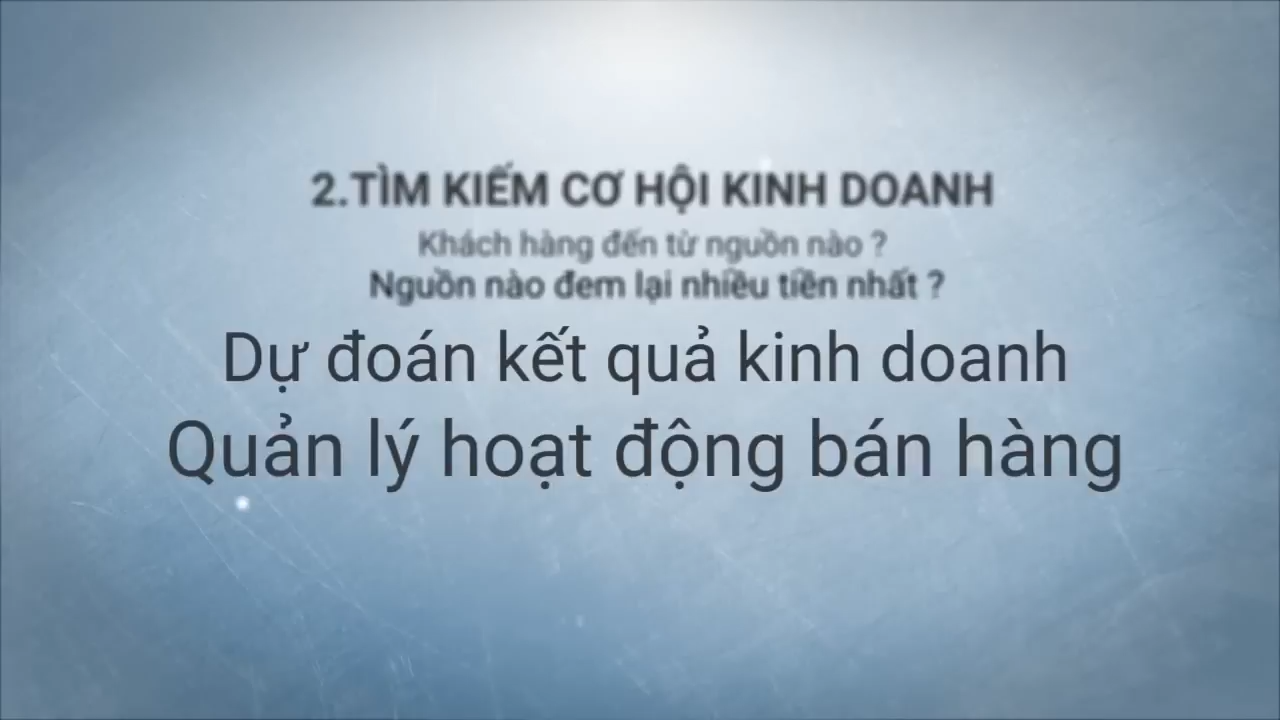 2.TÌM KIẾM CƠ HỘI KINH DOANH
Khách hàng đến từ nguồn nào ?
Nguồn nào đem lại nhiều tiền nhất ?
Dự đoán kết quả kinh doanh
Quản lý hoạt động bán hàng